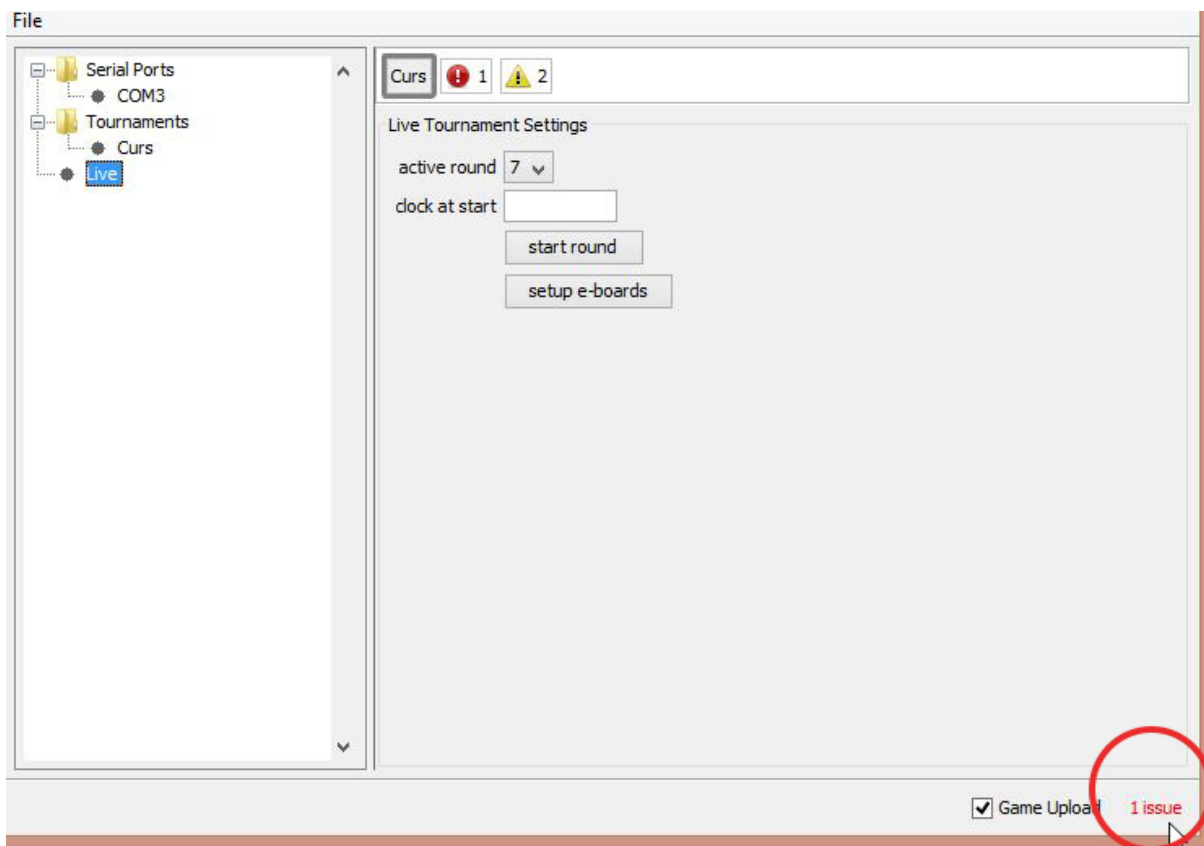 File
Serial Ports
COM3
Tournaments
Curs
Live
Curs 1 2
Live Tournament Settings
active round 7
clock at start
start round
setup e-boards
Game Upload 1 issue